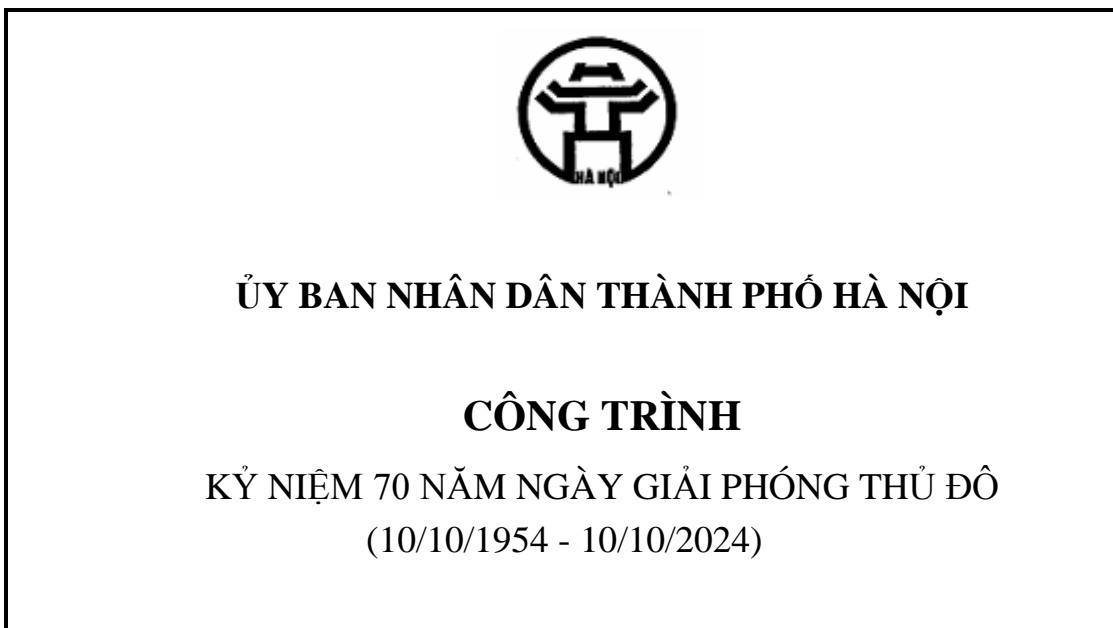 HÀ NỘI
ỦY BAN NHÂN DÂN THÀNH PHỐ HÀ NỘI
CÔNG TRÌNH
KỶ NIỆM 70 NĂM NGÀY GIẢI PHÓNG THỦ ĐÔ
(10/10/1954 - 10/10/2024)